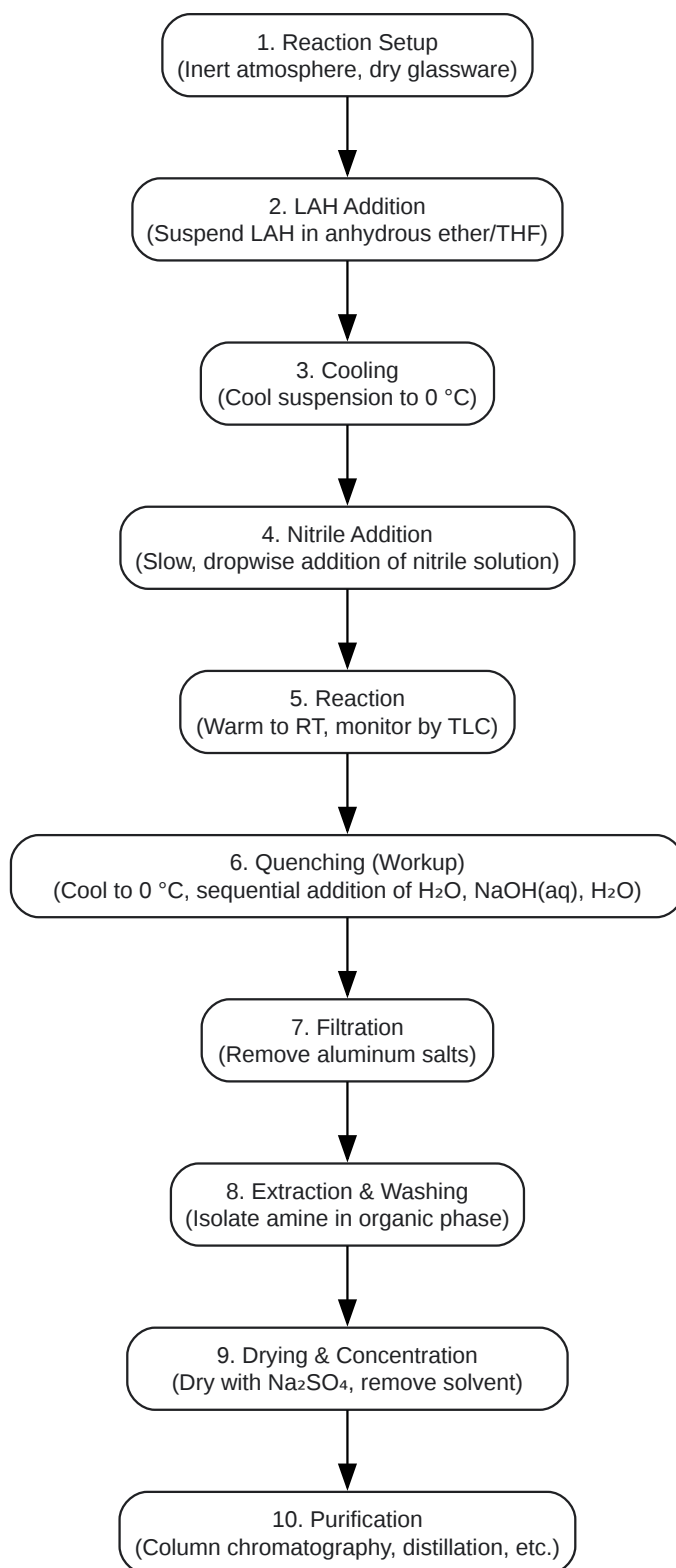 1. Reaction Setup
(Inert atmosphere, dry glassware)
2. LAH Addition
(Suspend LAH in anhydrous ether/THF)
3. Cooling
(Cool suspension to 0 °C)
4. Nitrile Addition
(Slow, dropwise addition of nitrile solution)
5. Reaction
(Warm to RT, monitor by TLC)
6. Quenching (Workup)
(Cool to 0 °C, sequential addition of H₂O, NaOH(aq), H₂O)
7. Filtration
(Remove aluminum salts)
8. Extraction & Washing
(Isolate amine in organic phase)
9. Drying & Concentration
(Dry with Na₂SO₄, remove solvent)
10. Purification
(Column chromatography, distillation, etc.)